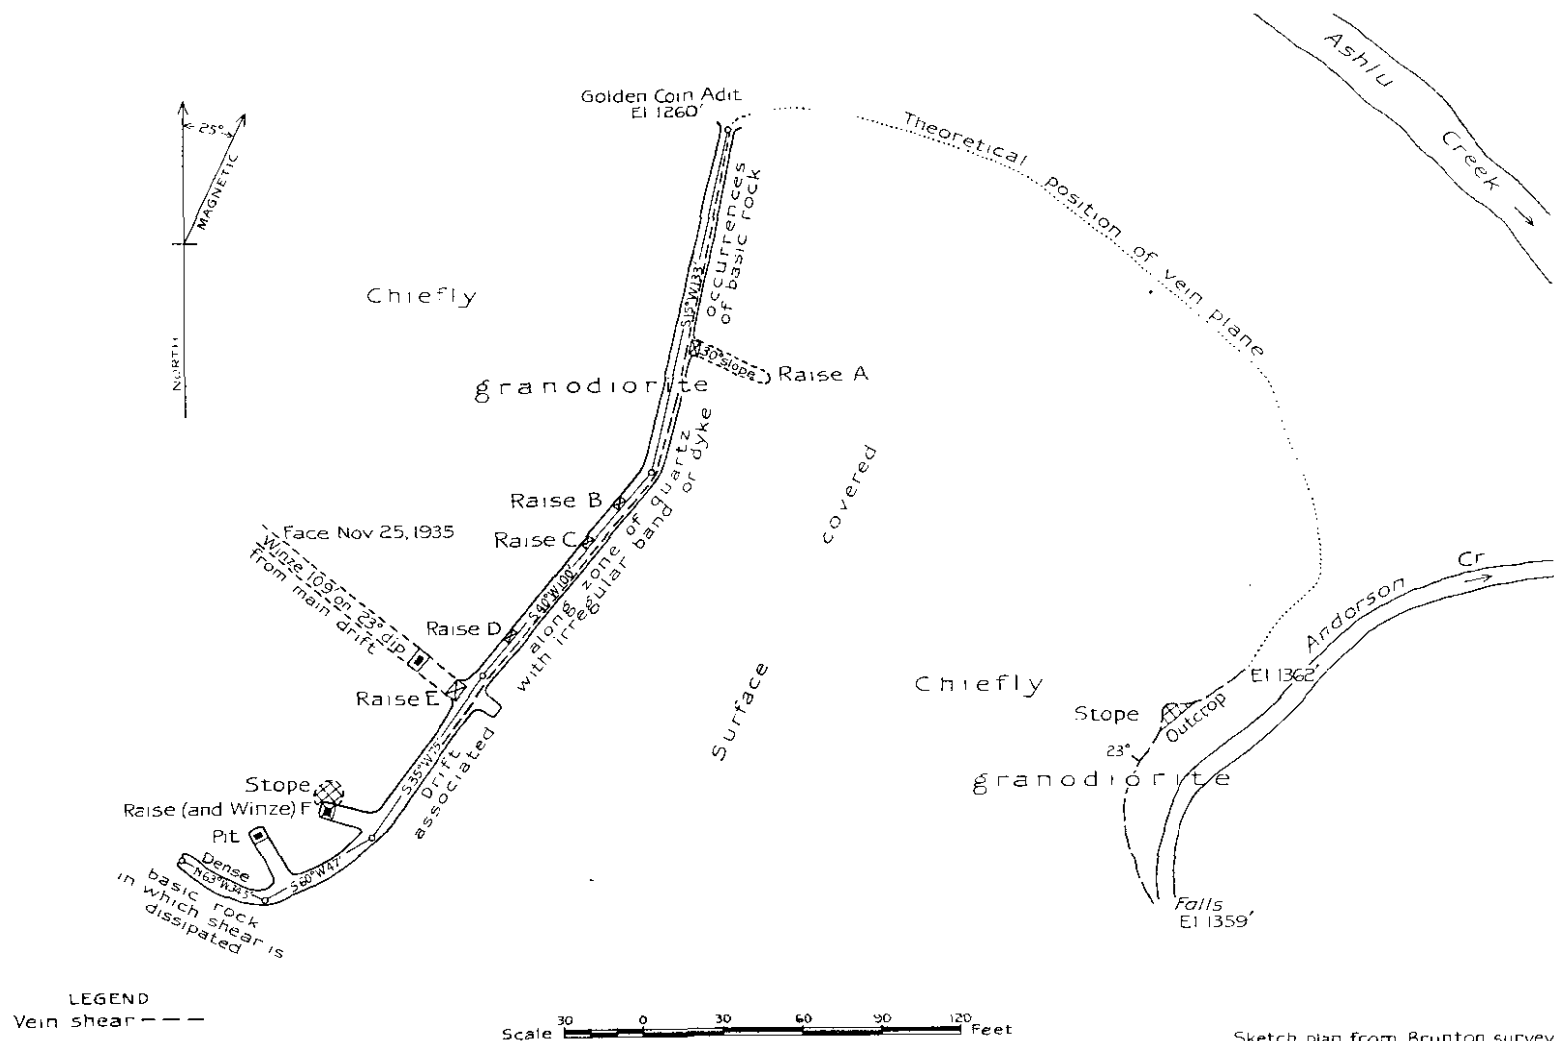 Ashlu
Creek
Golden Coin Adit
El 1260'
25°
MAGNETIC
NORTH
Theoretical position of vein plane
occurrences
of basic rock
S15°W133'
Chiefly
granodiorite
30°slope
Raise A
Raise B
Raise C
S40°W100'
Face Nov 25, 1935
Winze 109' on 23° dip
from main drift
Raise D
Raise E
along zone of quartz
with irregular band or dyke
covered
Surface
Drift
associated
S35°W75'
Stope
Raise (and Winze) F
Pit
Dense
N63°W34.5'
S60°W47'
basic rock
in which shear is
dissipated
Cr
Andorson
El 1362'
Chiefly
Stope
Outcrop
23°
granodiorite
Falls
El 1359'
LEGEND
Vein shear
Scale 30 0 30 60 90 120 Feet
Sketch plan from Brunton survey